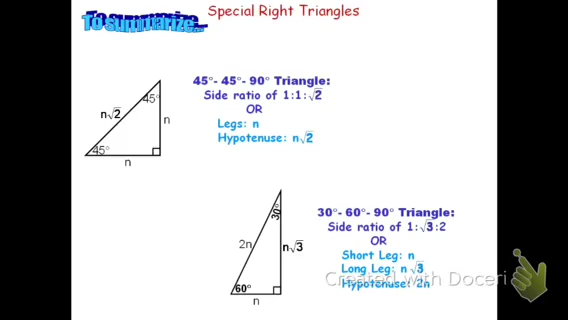 Special Right Triangles
To summarize...
45°- 45°- 90° Triangle:
Side ratio of 1:1:√2
OR
Legs: n
Hypotenuse: n√2
45°
n√2
n
45°
n
30°- 60°- 90° Triangle:
Side ratio of 1:√3:2
OR
Short Leg: n
Long Leg: n √3
Hypotenuse: 2n
30°
2n
n√3
60°
n
Created with Doceri